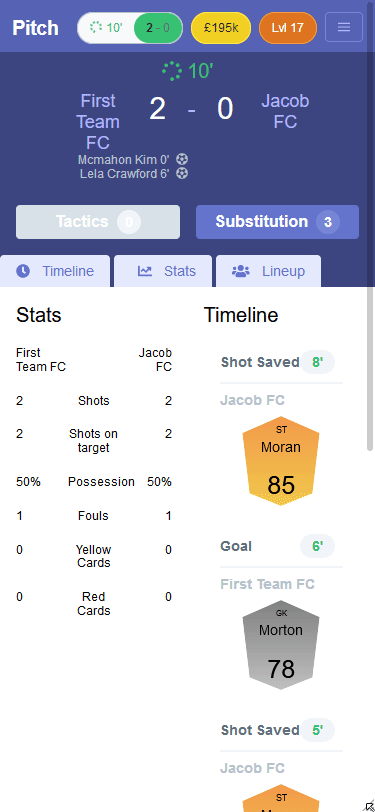 Pitch 10' 2 - 0 £195k Lvl 17
10'
First Team FC 2 - 0 Jacob FC
Mcmahon Kim 0'
Lela Crawford 6'
Tactics 0 Substitution 3
Timeline Stats Lineup
Stats
First Team FC Jacob FC
2 Shots 2
2 Shots on target 2
50% Possession 50%
1 Fouls 1
0 Yellow Cards 0
0 Red Cards 0
Timeline
Shot Saved 8'
Jacob FC
ST
Moran
85
Goal 6'
First Team FC
GK
Morton
78
Shot Saved 5'
Jacob FC
ST